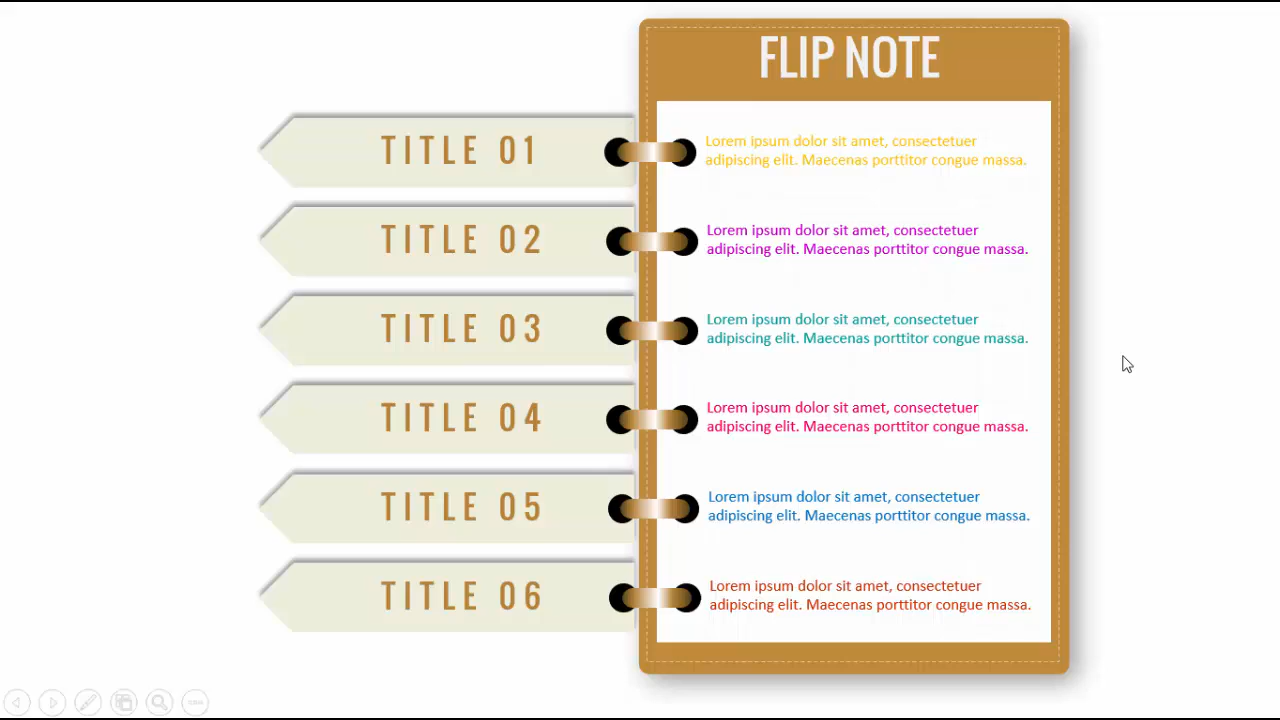 FLIP NOTE
TITLE 01
Lorem ipsum dolor sit amet, consectetuer
adipiscing elit. Maecenas porttitor congue massa.
TITLE 02
Lorem ipsum dolor sit amet, consectetuer
adipiscing elit. Maecenas porttitor congue massa.
TITLE 03
Lorem ipsum dolor sit amet, consectetuer
adipiscing elit. Maecenas porttitor congue massa.
TITLE 04
Lorem ipsum dolor sit amet, consectetuer
adipiscing elit. Maecenas porttitor congue massa.
TITLE 05
Lorem ipsum dolor sit amet, consectetuer
adipiscing elit. Maecenas porttitor congue massa.
TITLE 06
Lorem ipsum dolor sit amet, consectetuer
adipiscing elit. Maecenas porttitor congue massa.